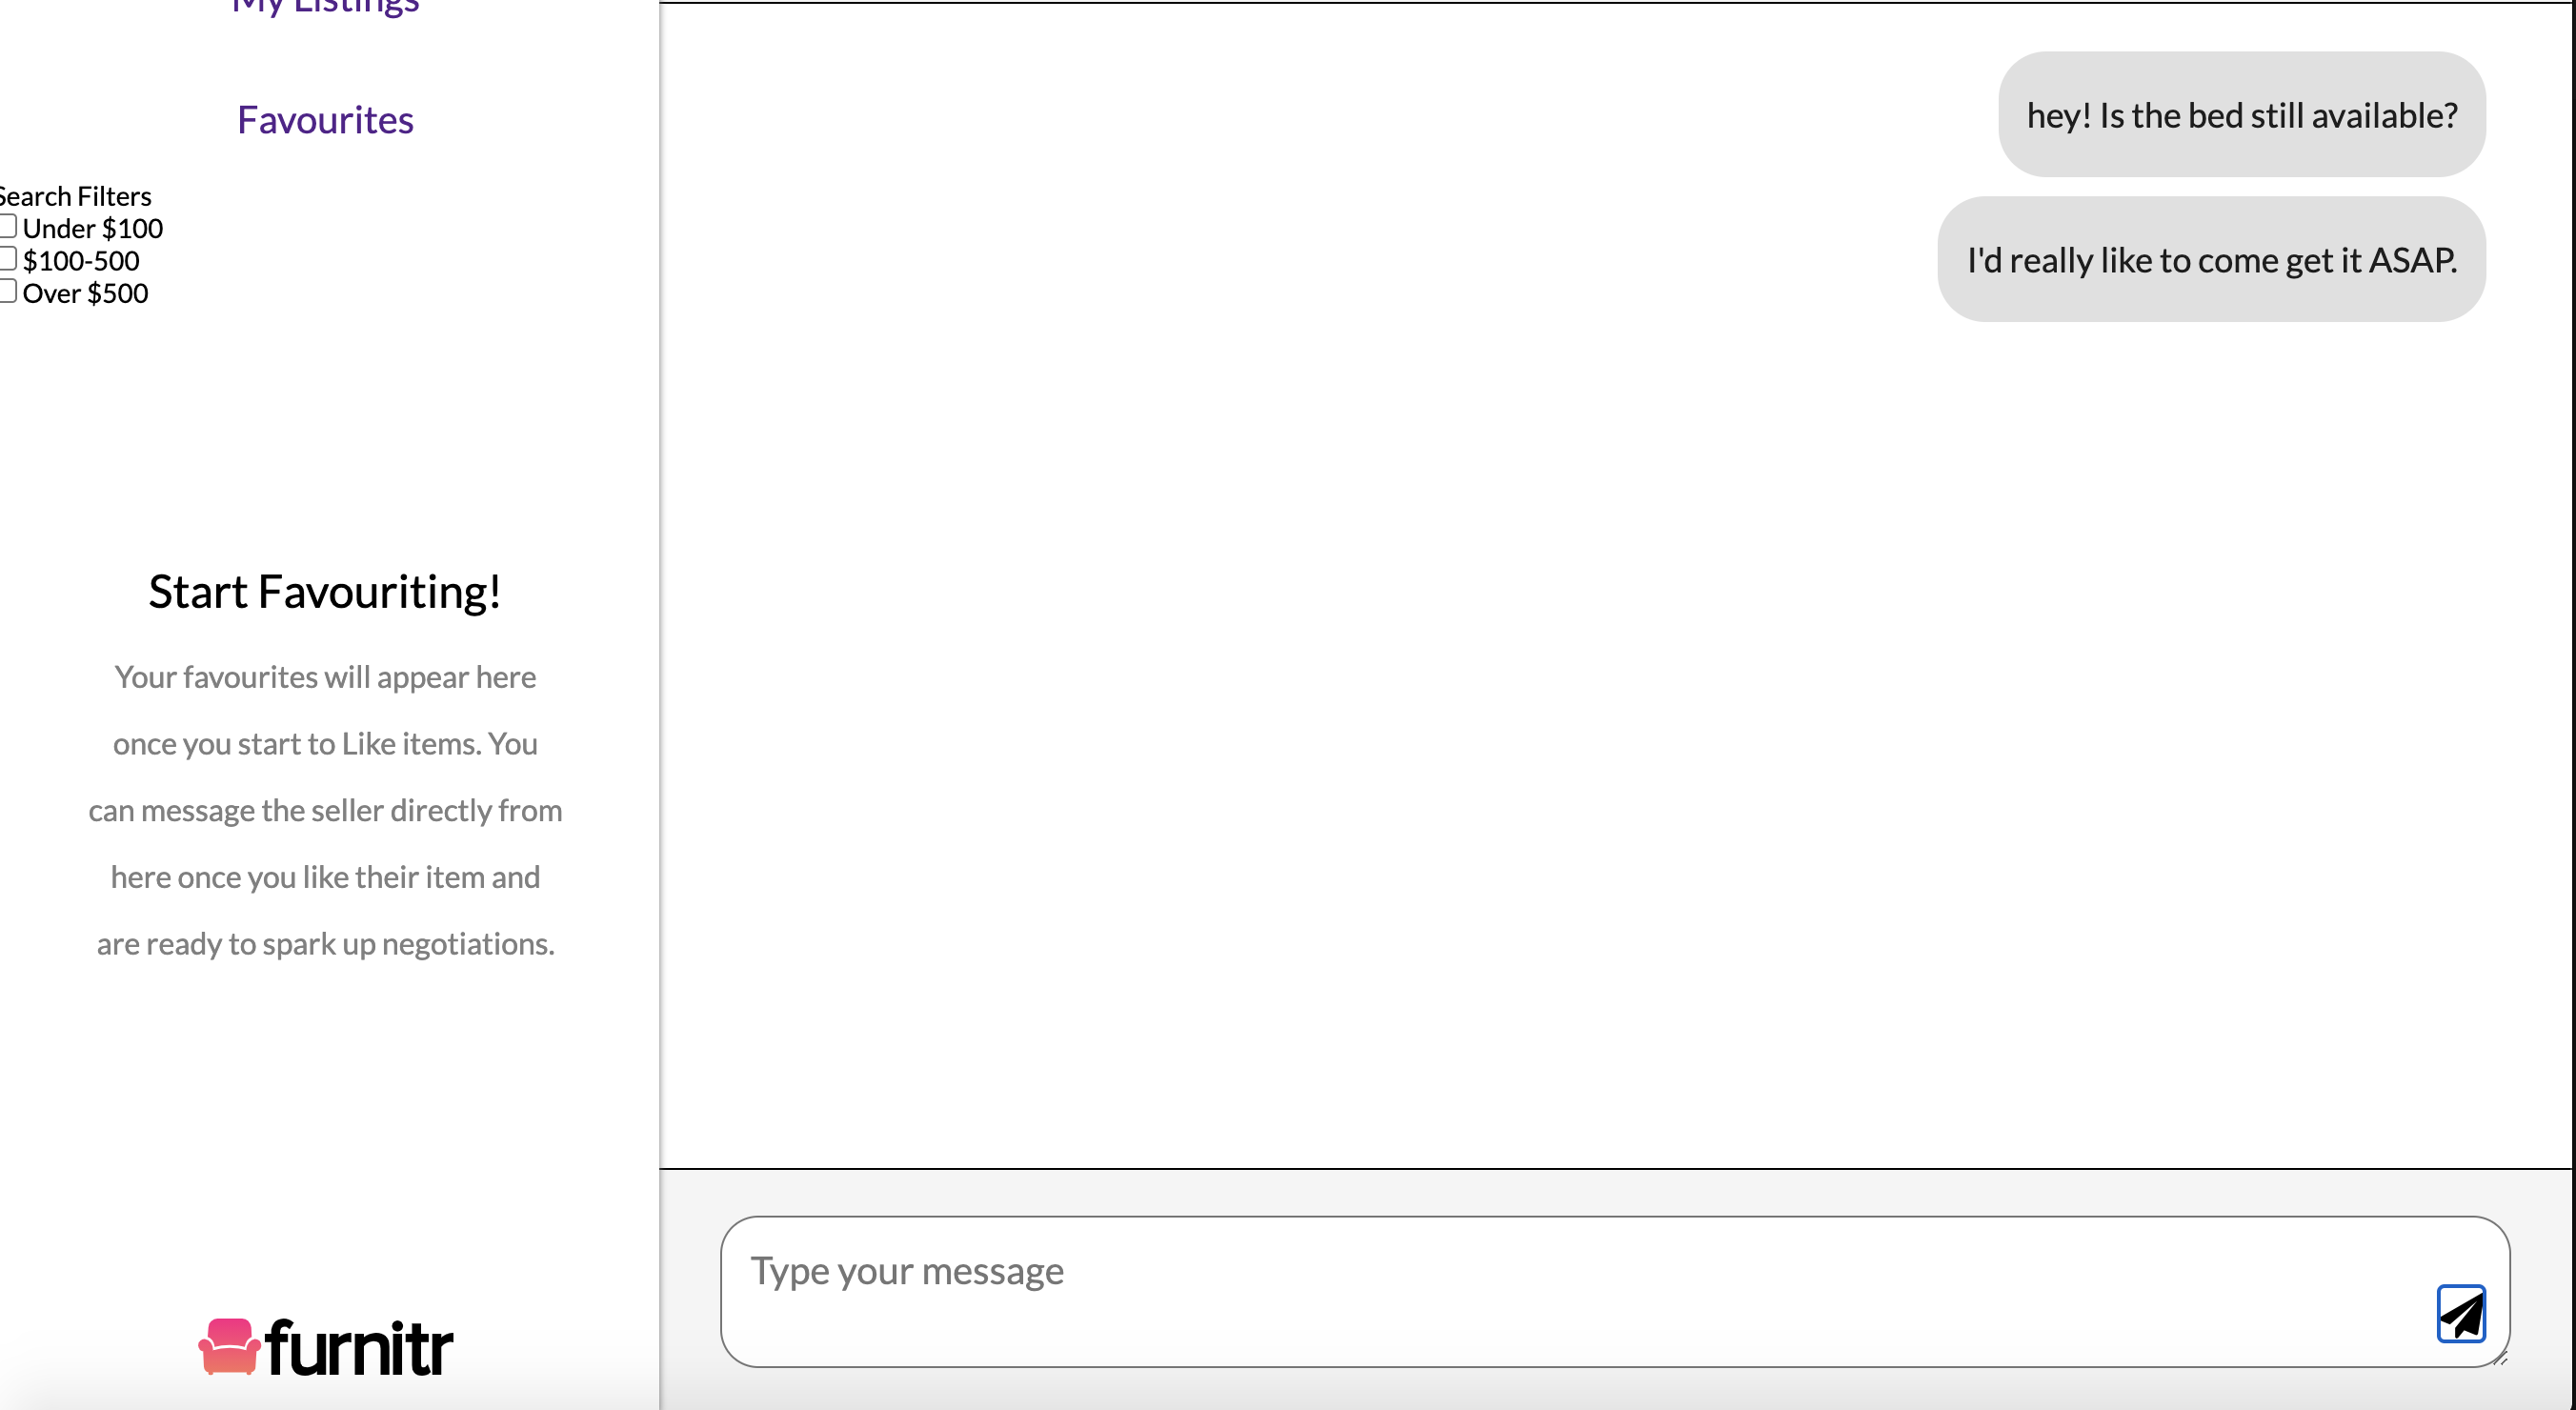 My Listings
Favourites
Search Filters
Under $100
$100-500
Over $500
Start Favouriting!
Your favourites will appear here
once you start to Like items. You
can message the seller directly from
here once you like their item and
are ready to spark up negotiations.
furnitr
hey! Is the bed still available?
I'd really like to come get it ASAP.
Type your message